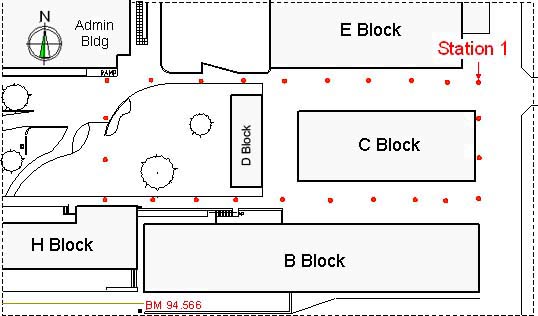 N
Admin
Bldg
E Block
Station 1
RAMP
D Block
C Block
H Block
B Block
BM 94.566